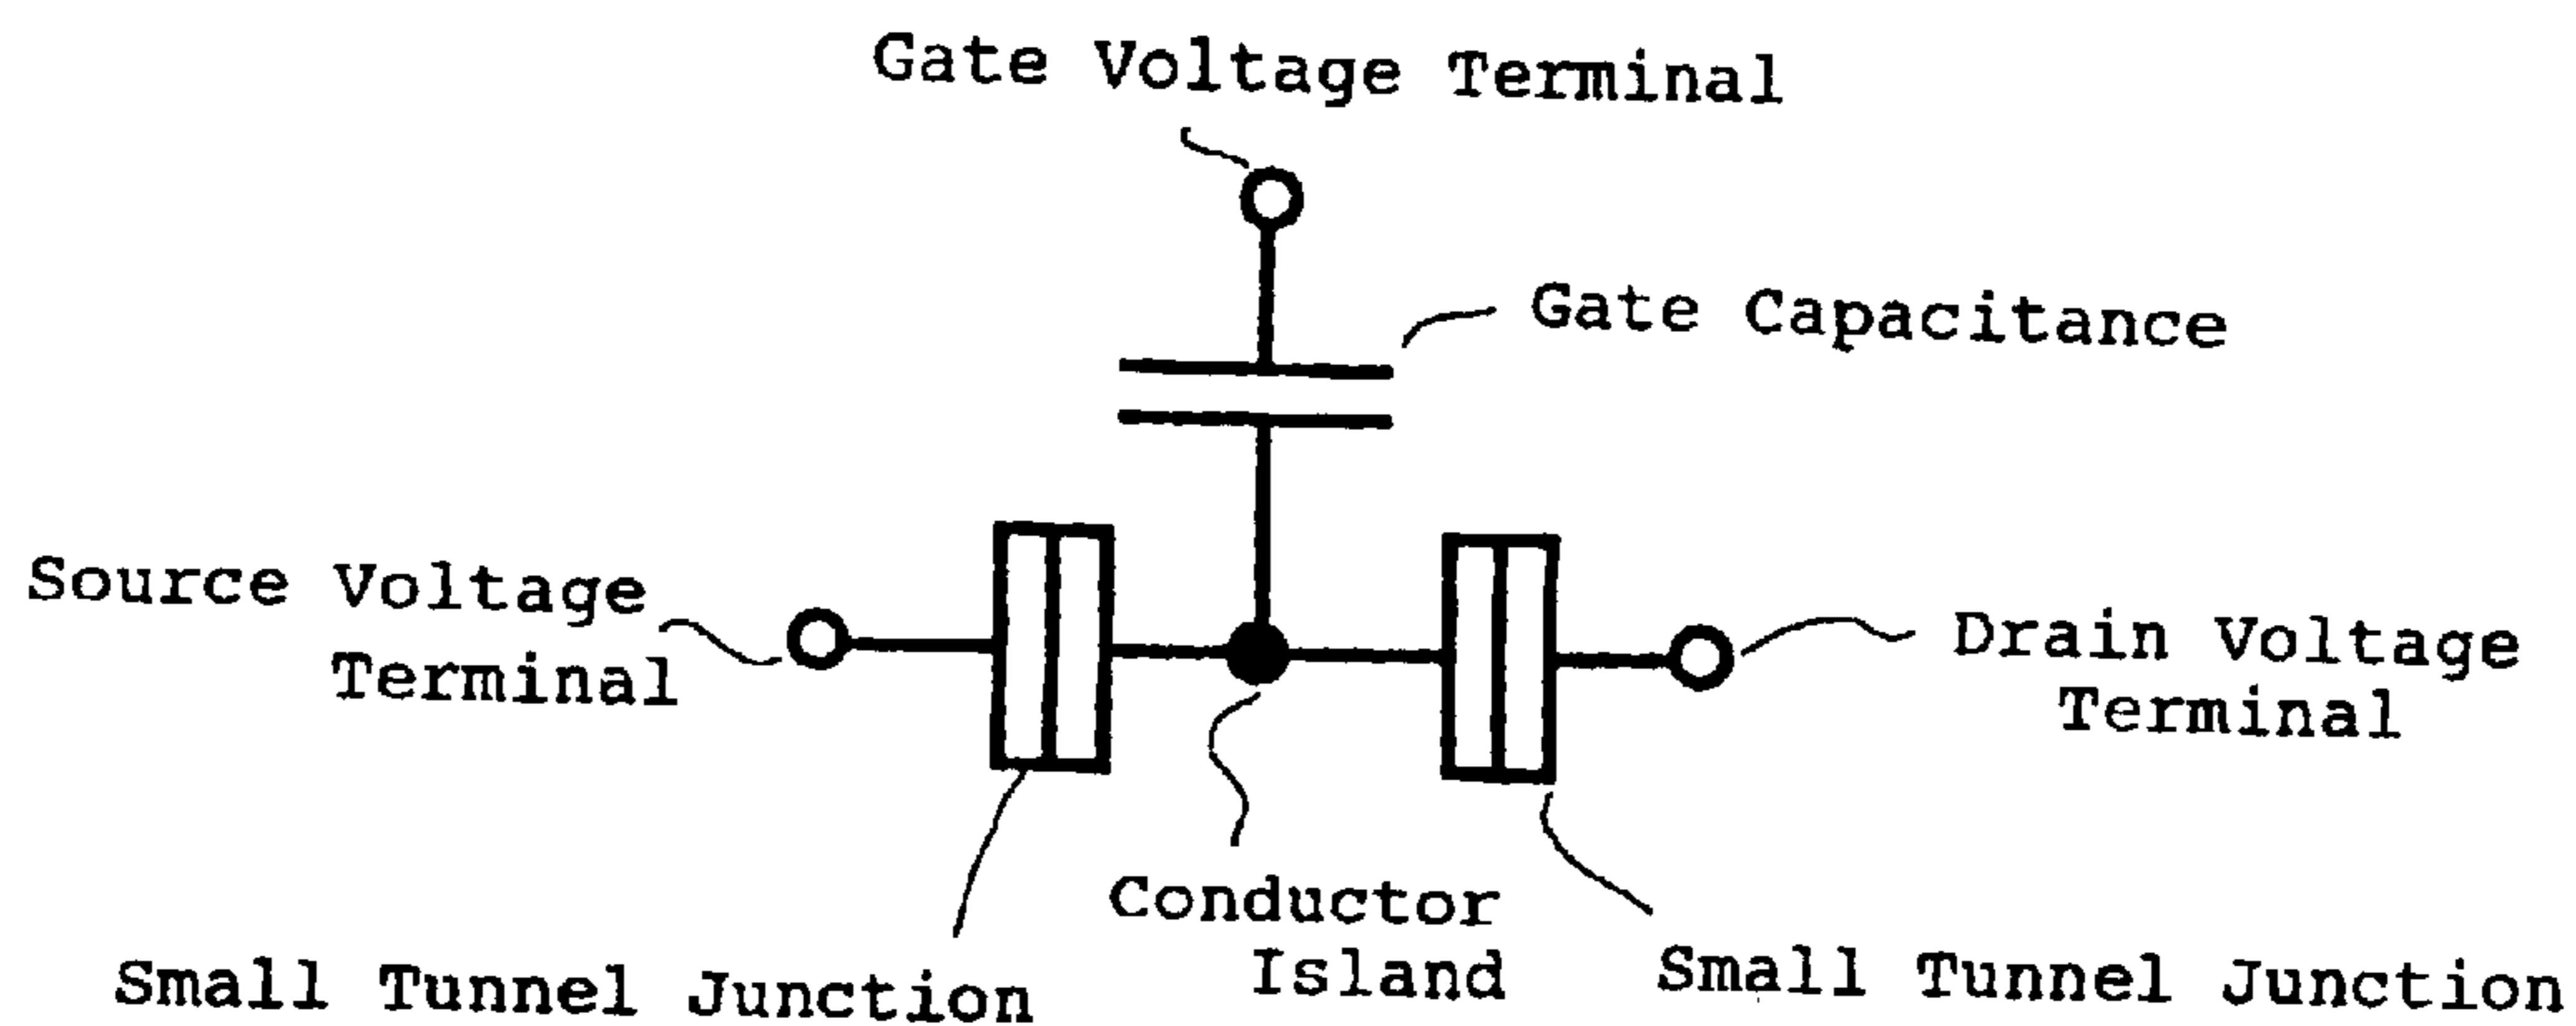 Gate Voltage Terminal
Gate Capacitance
Source Voltage
Terminal
Drain Voltage
Terminal
Conductor
Island
Small Tunnel Junction
Small Tunnel Junction